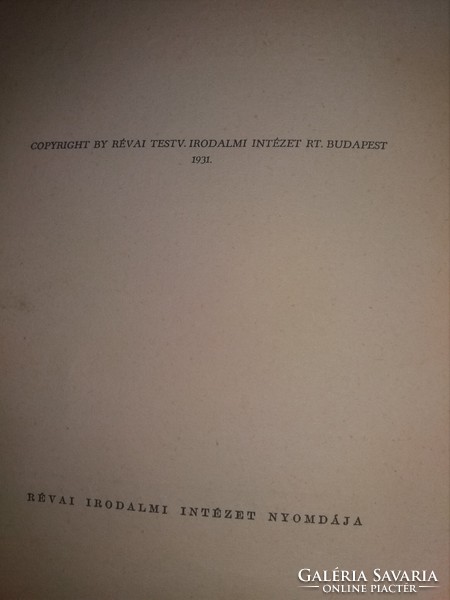 COPYRIGHT BY RÉVAI TESTV. IRODALMI INTÉZET RT. BUDAPEST
1931.
RÉVAI IRODALMI INTÉZET NYOMDÁJA
GALÉRIA SAVARIA
ONLINE PIACTÉR